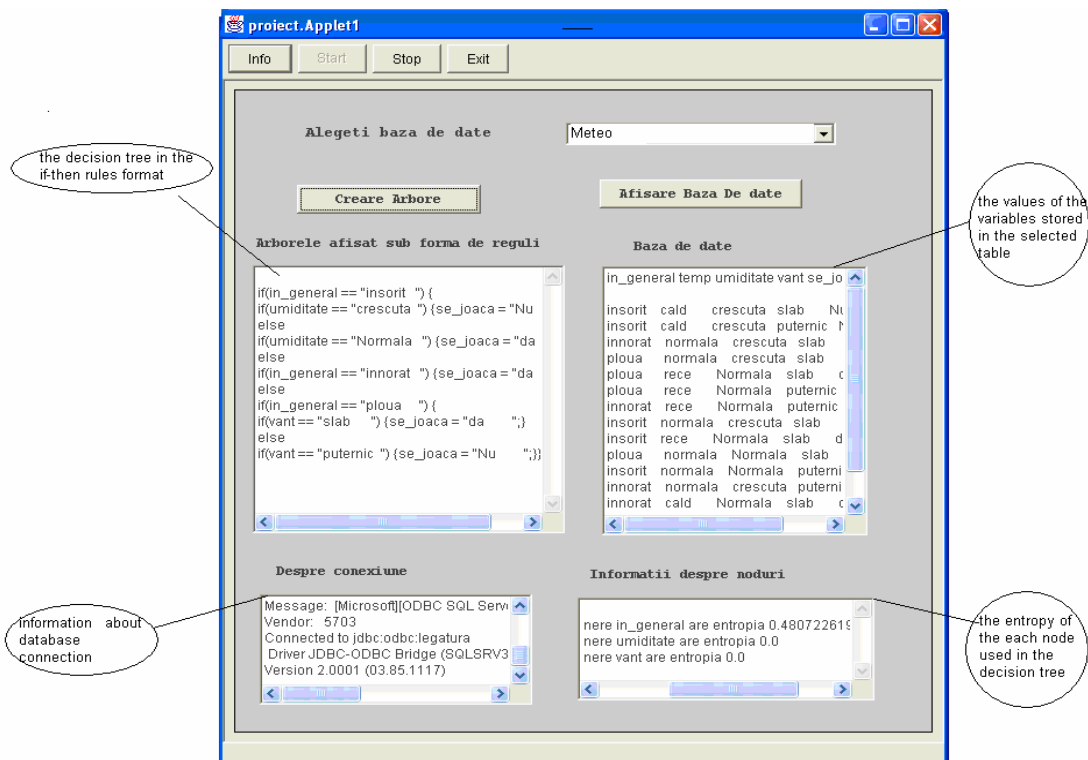 proiect.Applet1
Info Start Stop Exit
Alegeti baza de date
Meteo
the decision tree in the
if-then rules format
Creare Arbore
Afisare Baza De date
the values of the
variables stored
in the selected
table
Arborele afisat sub forma de reguli
Baza de date
if(in_general == "insorit ") {
if(umiditate == "crescuta ") {se_joaca = "Nu
else
if(umiditate == "Normala ") {se_joaca = "da
else
if(in_general == "innorat ") {se_joaca = "da
else
if(in_general == "ploua ") {
if(vant == "slab ") {se_joaca = "da ";}
else
if(vant == "puternic ") {se_joaca = "Nu ";}}
in_general temp umiditate vant se_jo
insorit cald crescuta slab Nu
insorit cald crescuta puternic
innorat normala crescuta slab
ploua normala crescuta slab
ploua rece Normala slab
ploua rece Normala puternic
innorat rece Normala puternic
insorit normala crescuta slab
insorit rece Normala slab d
ploua normala Normala slab
insorit normala Normala puterni
innorat normala crescuta puterni
innorat cald Normala slab
Despre conexiune
Informatii despre noduri
Information about
database
connection
Message: [Microsoft][ODBC SQL Serv
Vendor: 5703
Connected to jdbc:odbc:legatura
Driver JDBC-ODBC Bridge (SQLSRV3
Version 2.0001 (03.85.1117)
nere in_general are entropia 0.480722619
nere umiditate are entropia 0.0
nere vant are entropia 0.0
the entropy of
the each node
used in the
decision tree